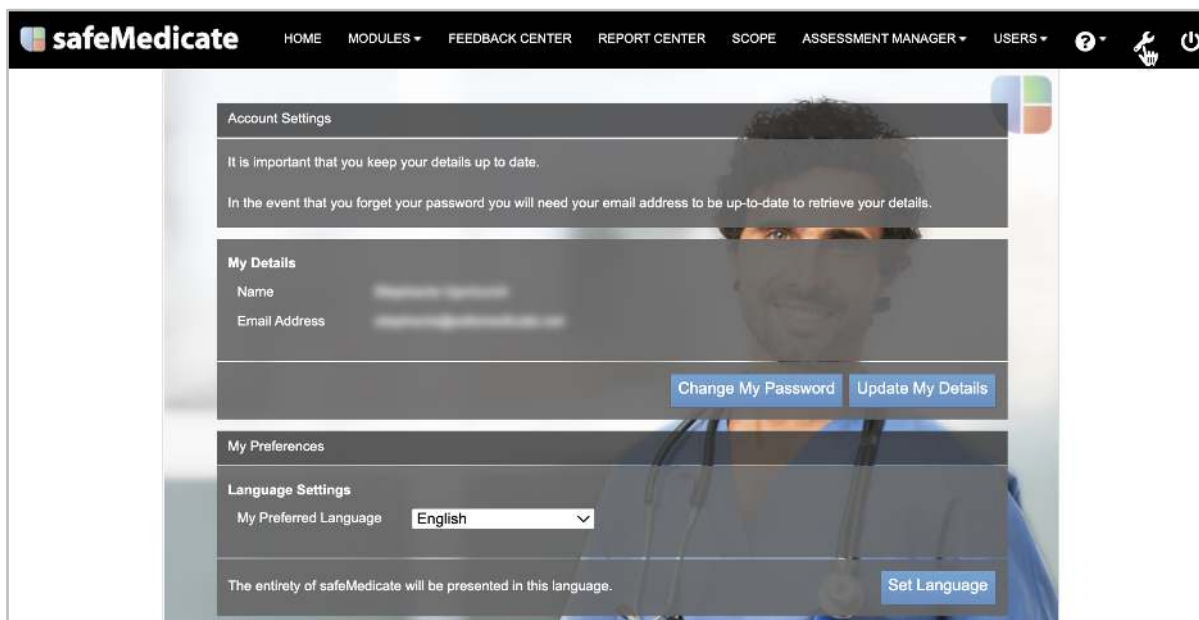 safeMedicate HOME MODULES FEEDBACK CENTER REPORT CENTER SCOPE ASSESSMENT MANAGER USERS ?
Account Settings
It is important that you keep your details up to date.
In the event that you forget your password you will need your email address to be up-to-date to retrieve your details.
My Details
Name
Email Address
Change My Password Update My Details
My Preferences
Language Settings
My Preferred Language English
The entirety of safeMedicate will be presented in this language. Set Language